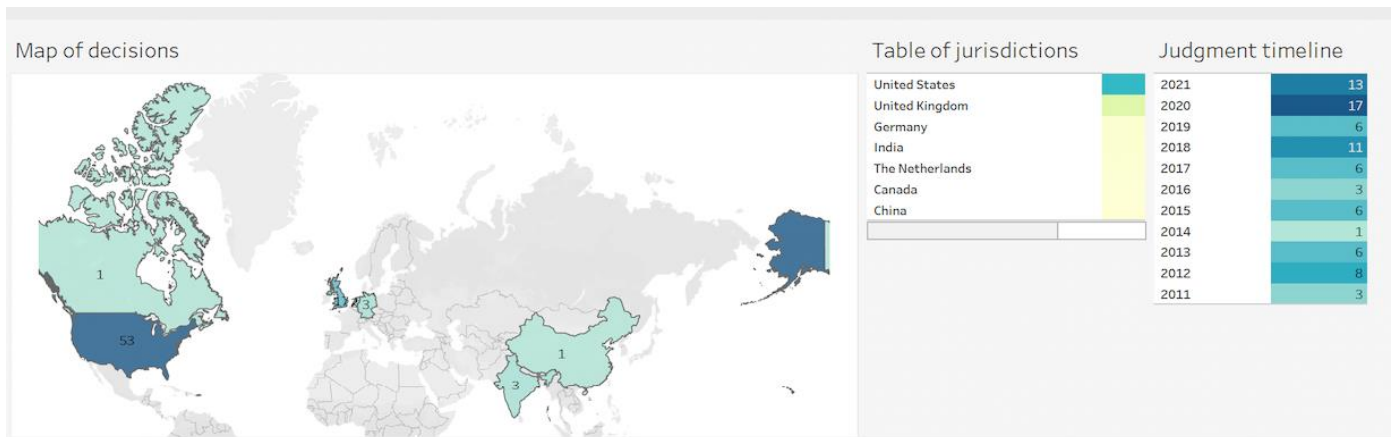 Map of decisions
1
53
3
1
3
Table of jurisdictions
United States
United Kingdom
Germany
India
The Netherlands
Canada
China
Judgment timeline
2021 13
2020 17
2019 6
2018 11
2017 6
2016 3
2015 6
2014 1
2013 6
2012 8
2011 3